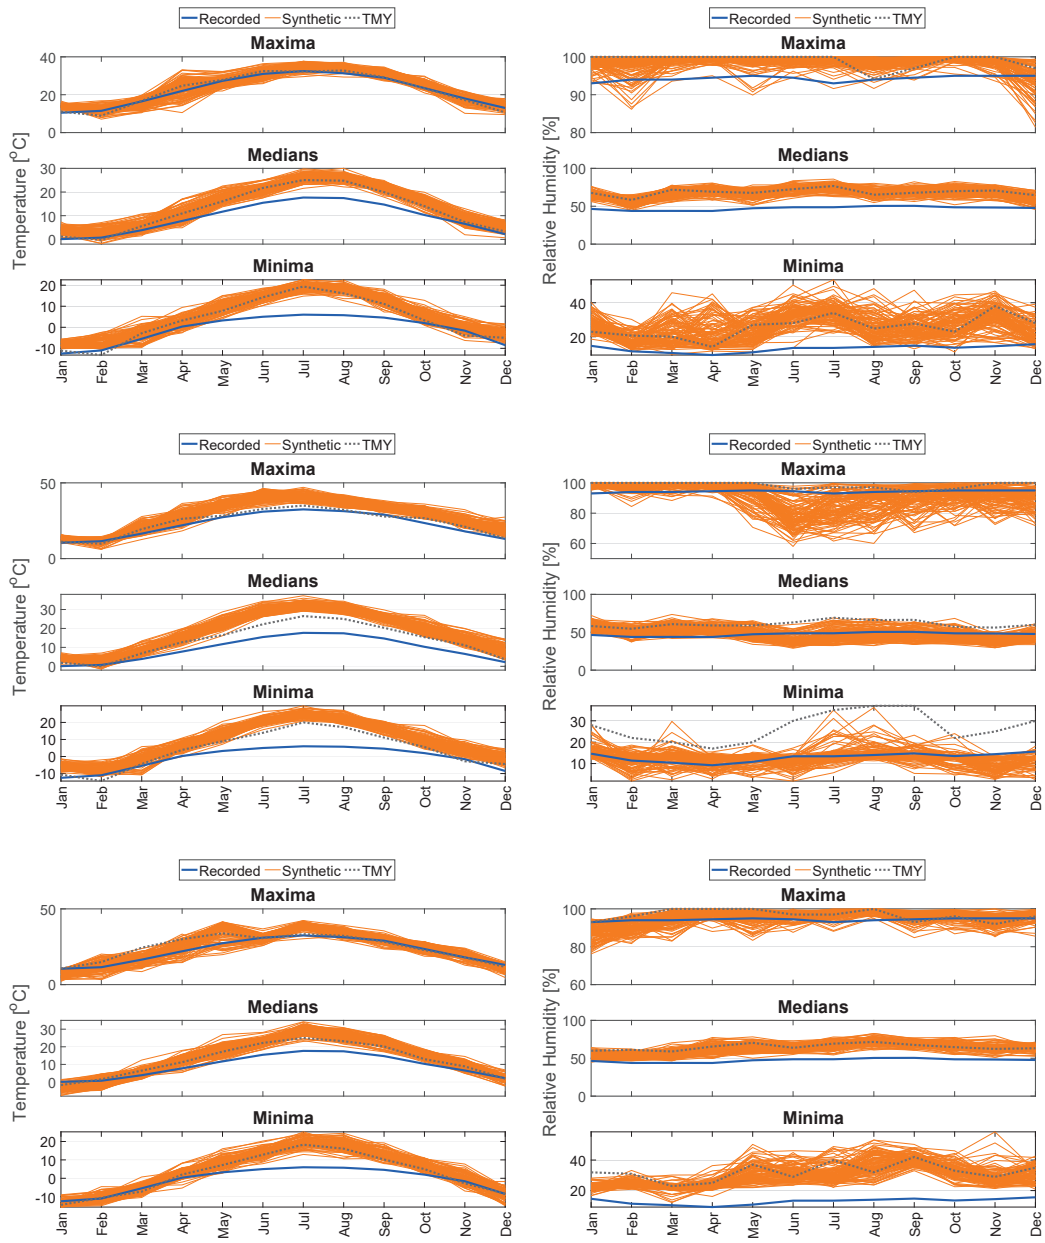 Recorded Synthetic TMY
Maxima
40
20
0
Medians
30
20
10
0
Minima
20
10
0
-10
Jan Feb Mar Apr May Jun Jul Aug Sep Oct Nov Dec
Temperature [°C]
Recorded Synthetic TMY
Maxima
100
90
80
Medians
100
50
0
Minima
40
20
Jan Feb Mar Apr May Jun Jul Aug Sep Oct Nov Dec
Relative Humidity [%]
Recorded Synthetic TMY
Maxima
50
0
Medians
30
20
10
0
Minima
20
10
0
-10
Jan Feb Mar Apr May Jun Jul Aug Sep Oct Nov Dec
Temperature [°C]
Recorded Synthetic TMY
Maxima
100
80
60
Medians
100
50
0
Minima
30
20
10
Jan Feb Mar Apr May Jun Jul Aug Sep Oct Nov Dec
Relative Humidity [%]
Recorded Synthetic TMY
Maxima
50
0
Medians
30
20
10
0
Minima
20
10
0
-10
Jan Feb Mar Apr May Jun Jul Aug Sep Oct Nov Dec
Temperature [°C]
Recorded Synthetic TMY
Maxima
100
80
60
Medians
100
50
0
Minima
40
20
Jan Feb Mar Apr May Jun Jul Aug Sep Oct Nov Dec
Relative Humidity [%]